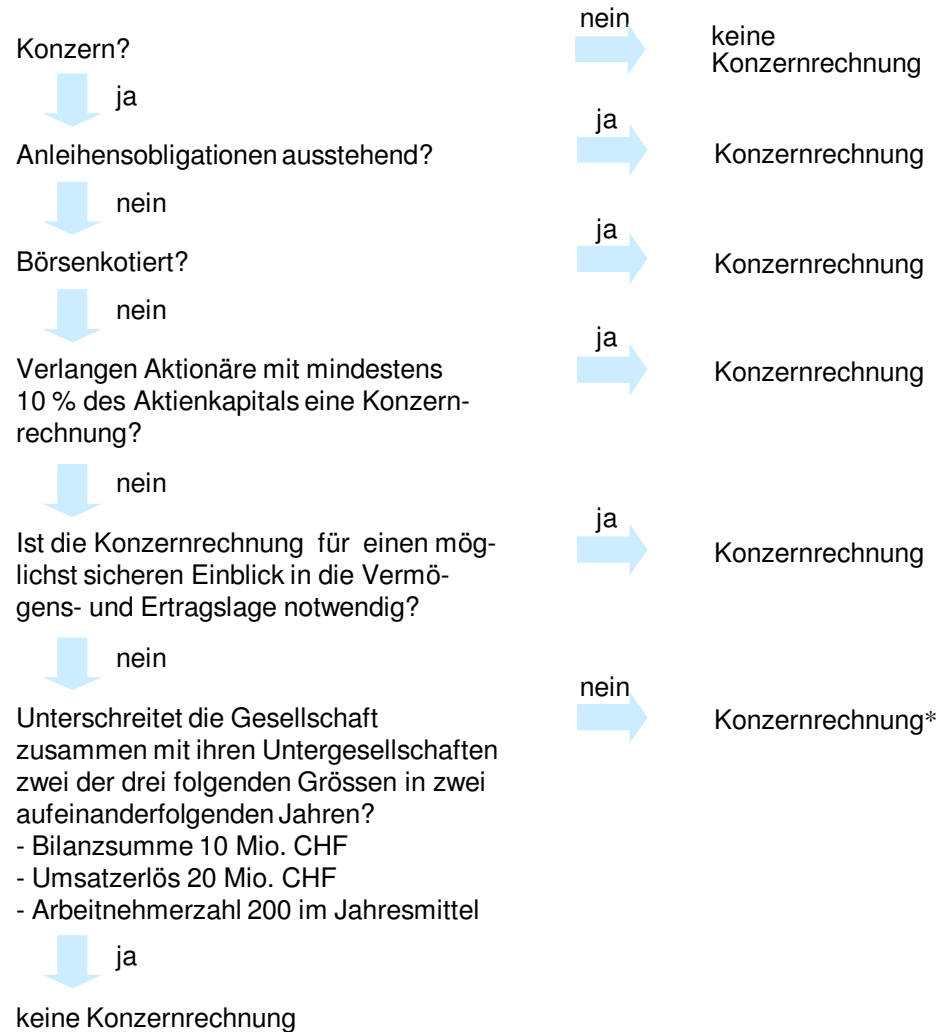 Konzern?
nein
keine
Konzernrechnung
ja
Anleihensobligationen ausstehend?
ja
Konzernrechnung
nein
Börsenkotiert?
ja
Konzernrechnung
nein
Verlangen Aktionäre mit mindestens
10 % des Aktienkapitals eine Konzern-
rechnung?
ja
Konzernrechnung
nein
Ist die Konzernrechnung für einen mög-
lichst sicheren Einblick in die Vermö-
gens- und Ertragslage notwendig?
ja
Konzernrechnung
nein
Unterschreitet die Gesellschaft
zusammen mit ihren Untergesellschaften
zwei der drei folgenden Grössen in zwei
aufeinanderfolgenden Jahren?
- Bilanzsumme 10 Mio. CHF
- Umsatzerlös 20 Mio. CHF
- Arbeitnehmerzahl 200 im Jahresmittel
nein
Konzernrechnung*
ja
keine Konzernrechnung